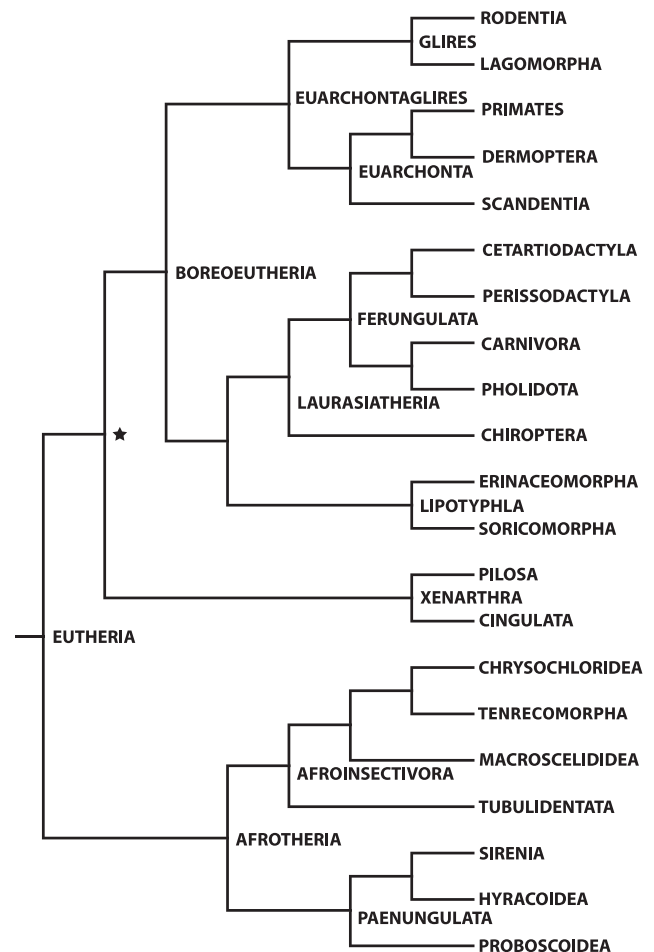 RODENTIA
GLIRES
LAGOMORPHA
EUARCHONTAGLIRES
PRIMATES
DERMOPTERA
EUARCHONTA
SCANDENTIA
CETARTIODACTYLA
BOREOEUTHERIA
PERISSODACTYLA
FERUNGULATA
CARNIVORA
PHOLIDOTA
LAURASIATHERIA
CHIROPTERA
ERINACEOMORPHA
LIPOTYPHLA
SORICOMORPHA
PILOSA
XENARTHRA
CINGULATA
EUTHERIA
CHRYSOCHLORIDEA
TENRECOMORPHA
MACROSCELIDIDEA
AFROINSECTIVORA
TUBULIDENTATA
AFROTHERIA
SIRENIA
HYRACOIDEA
PAENUNGULATA
PROBOSCOIDEA